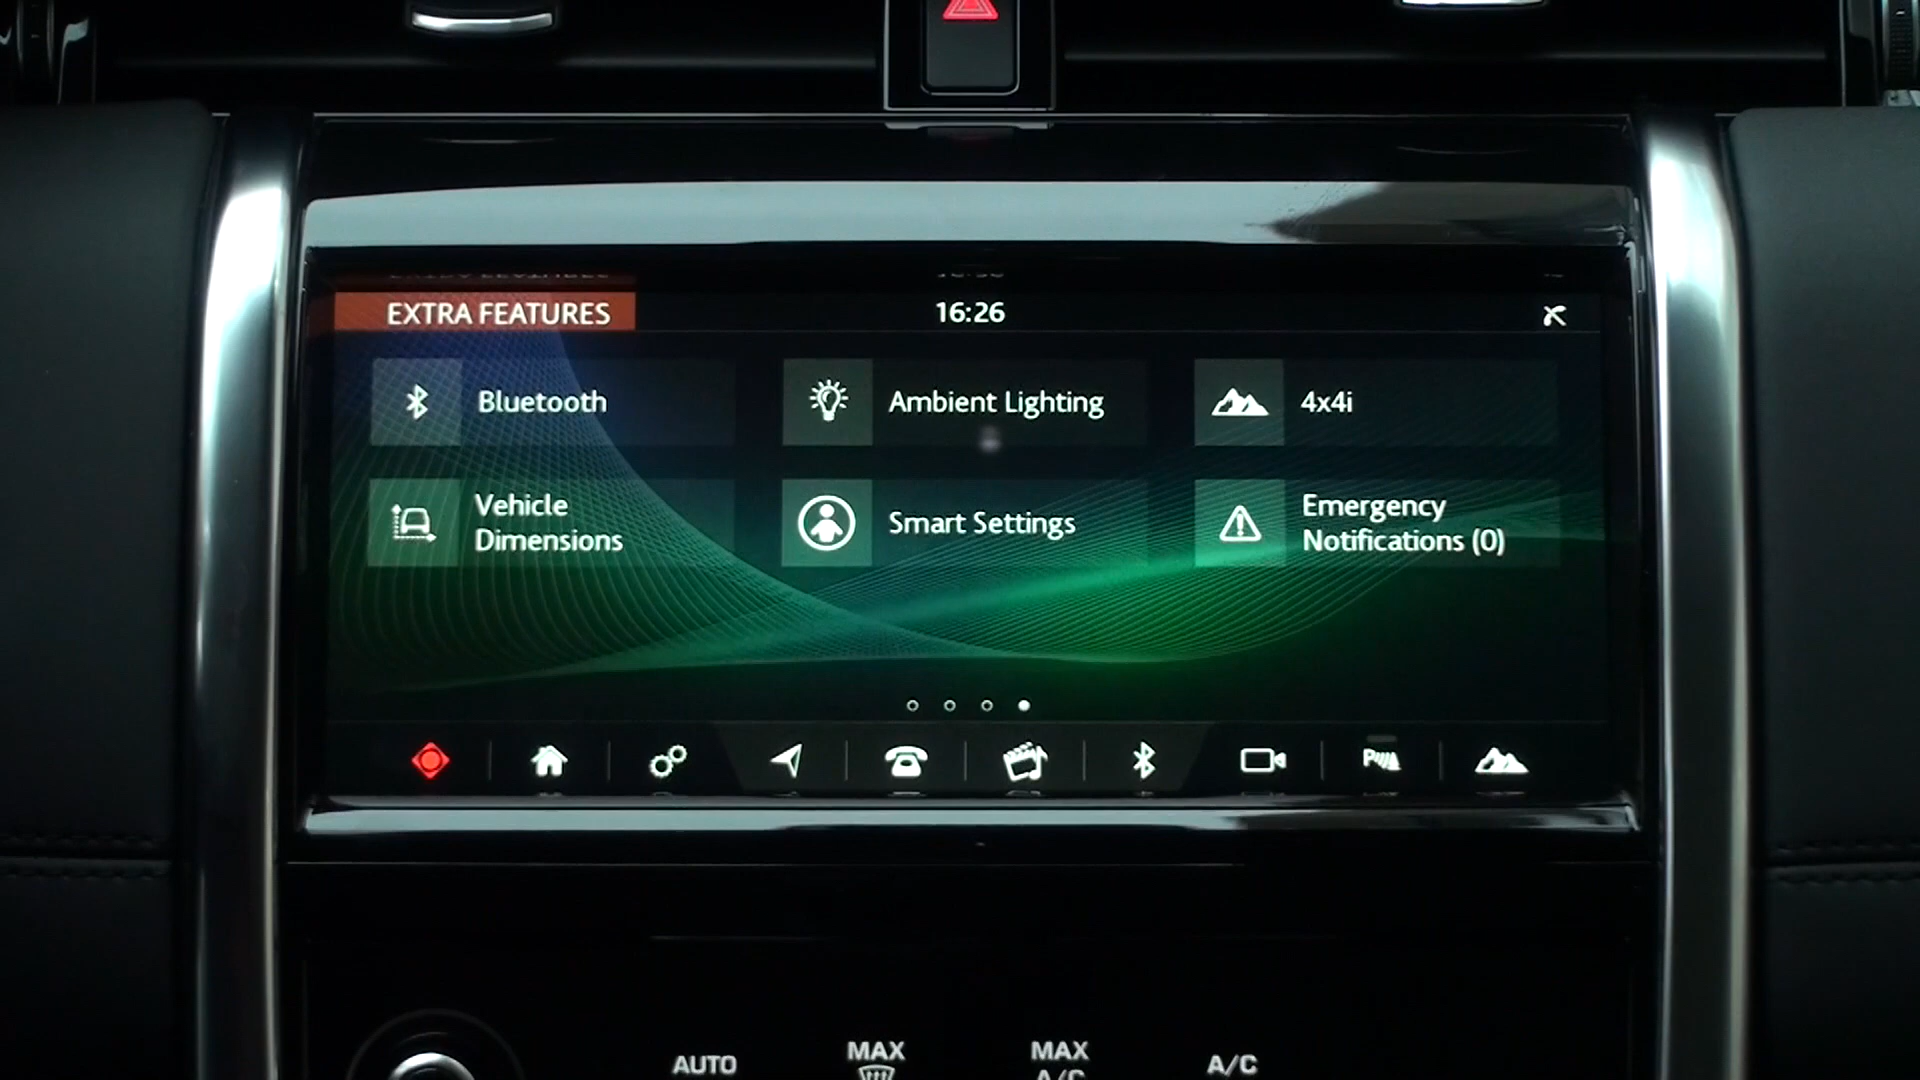 EXTRA FEATURES
16:26
Bluetooth
Ambient Lighting
4x4i
Vehicle
Dimensions
Smart Settings
Emergency
Notifications (0)
P
AUTO
MAX
MAX
A/C
A/C